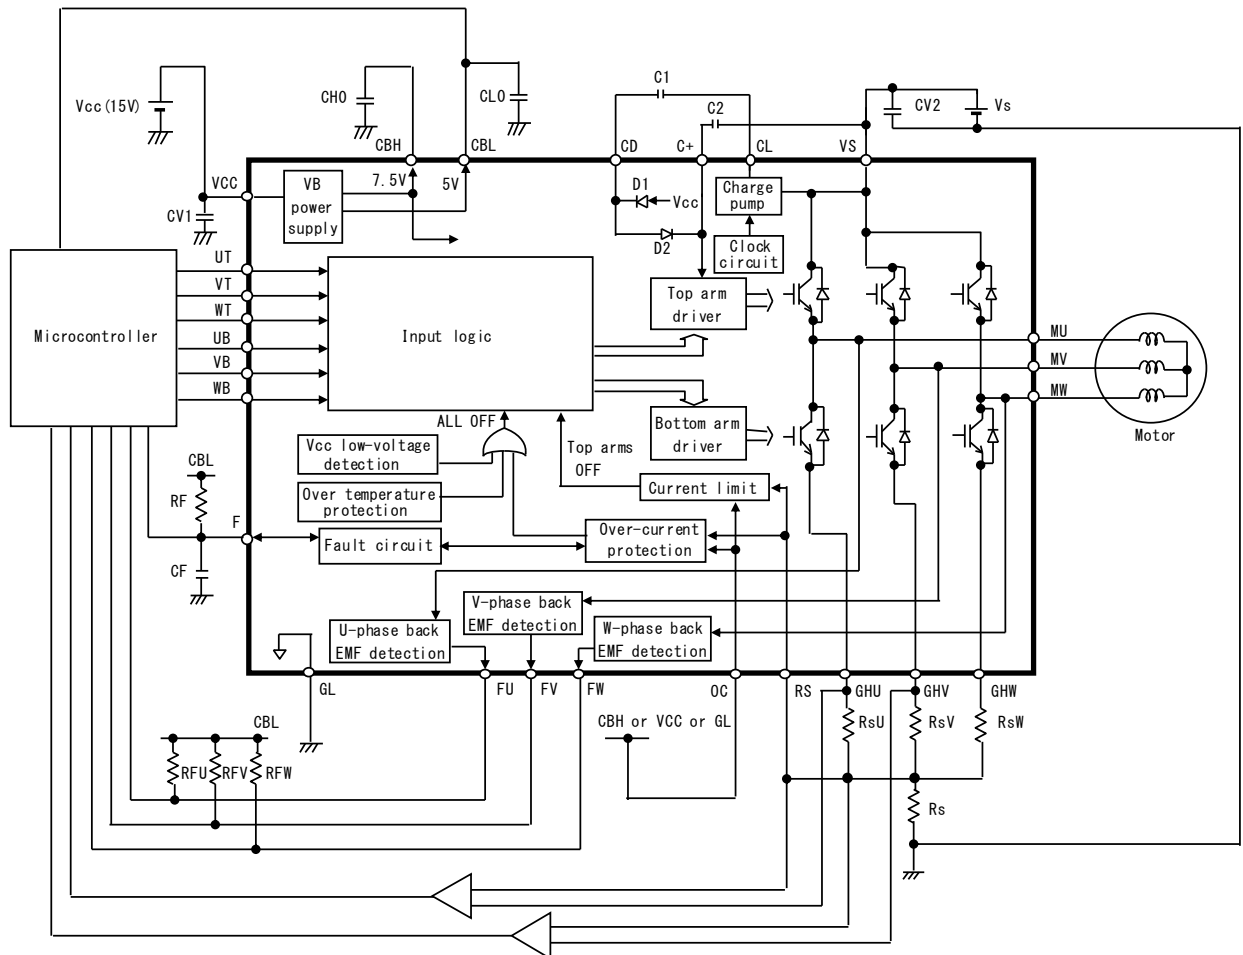 C1
CH0
CL0
C2
CV2
Vs
Vcc(15V)
CBH
CBL
CD
C+
CL
VS
VCC
7.5V
5V
VB
power
supply
D1
Vcc
Charge
pump
CV1
D2
Clock
circuit
UT
VT
WT
UB
VB
WB
Microcontroller
Input logic
Top arm
driver
Bottom arm
driver
MU
MV
MW
Motor
ALL OFF
Top arms
OFF
Vcc low-voltage
detection
Over temperature
protection
Current limit
CBL
RF
F
CF
Fault circuit
Over-current
protection
V-phase back
EMF detection
U-phase back
EMF detection
W-phase back
EMF detection
GL
FU
FV
FW
OC
RS
GHU
GHV
GHW
CBL
CBH or VCC or GL
RsU
RsV
RsW
RFU
RFV
RFW
Rs